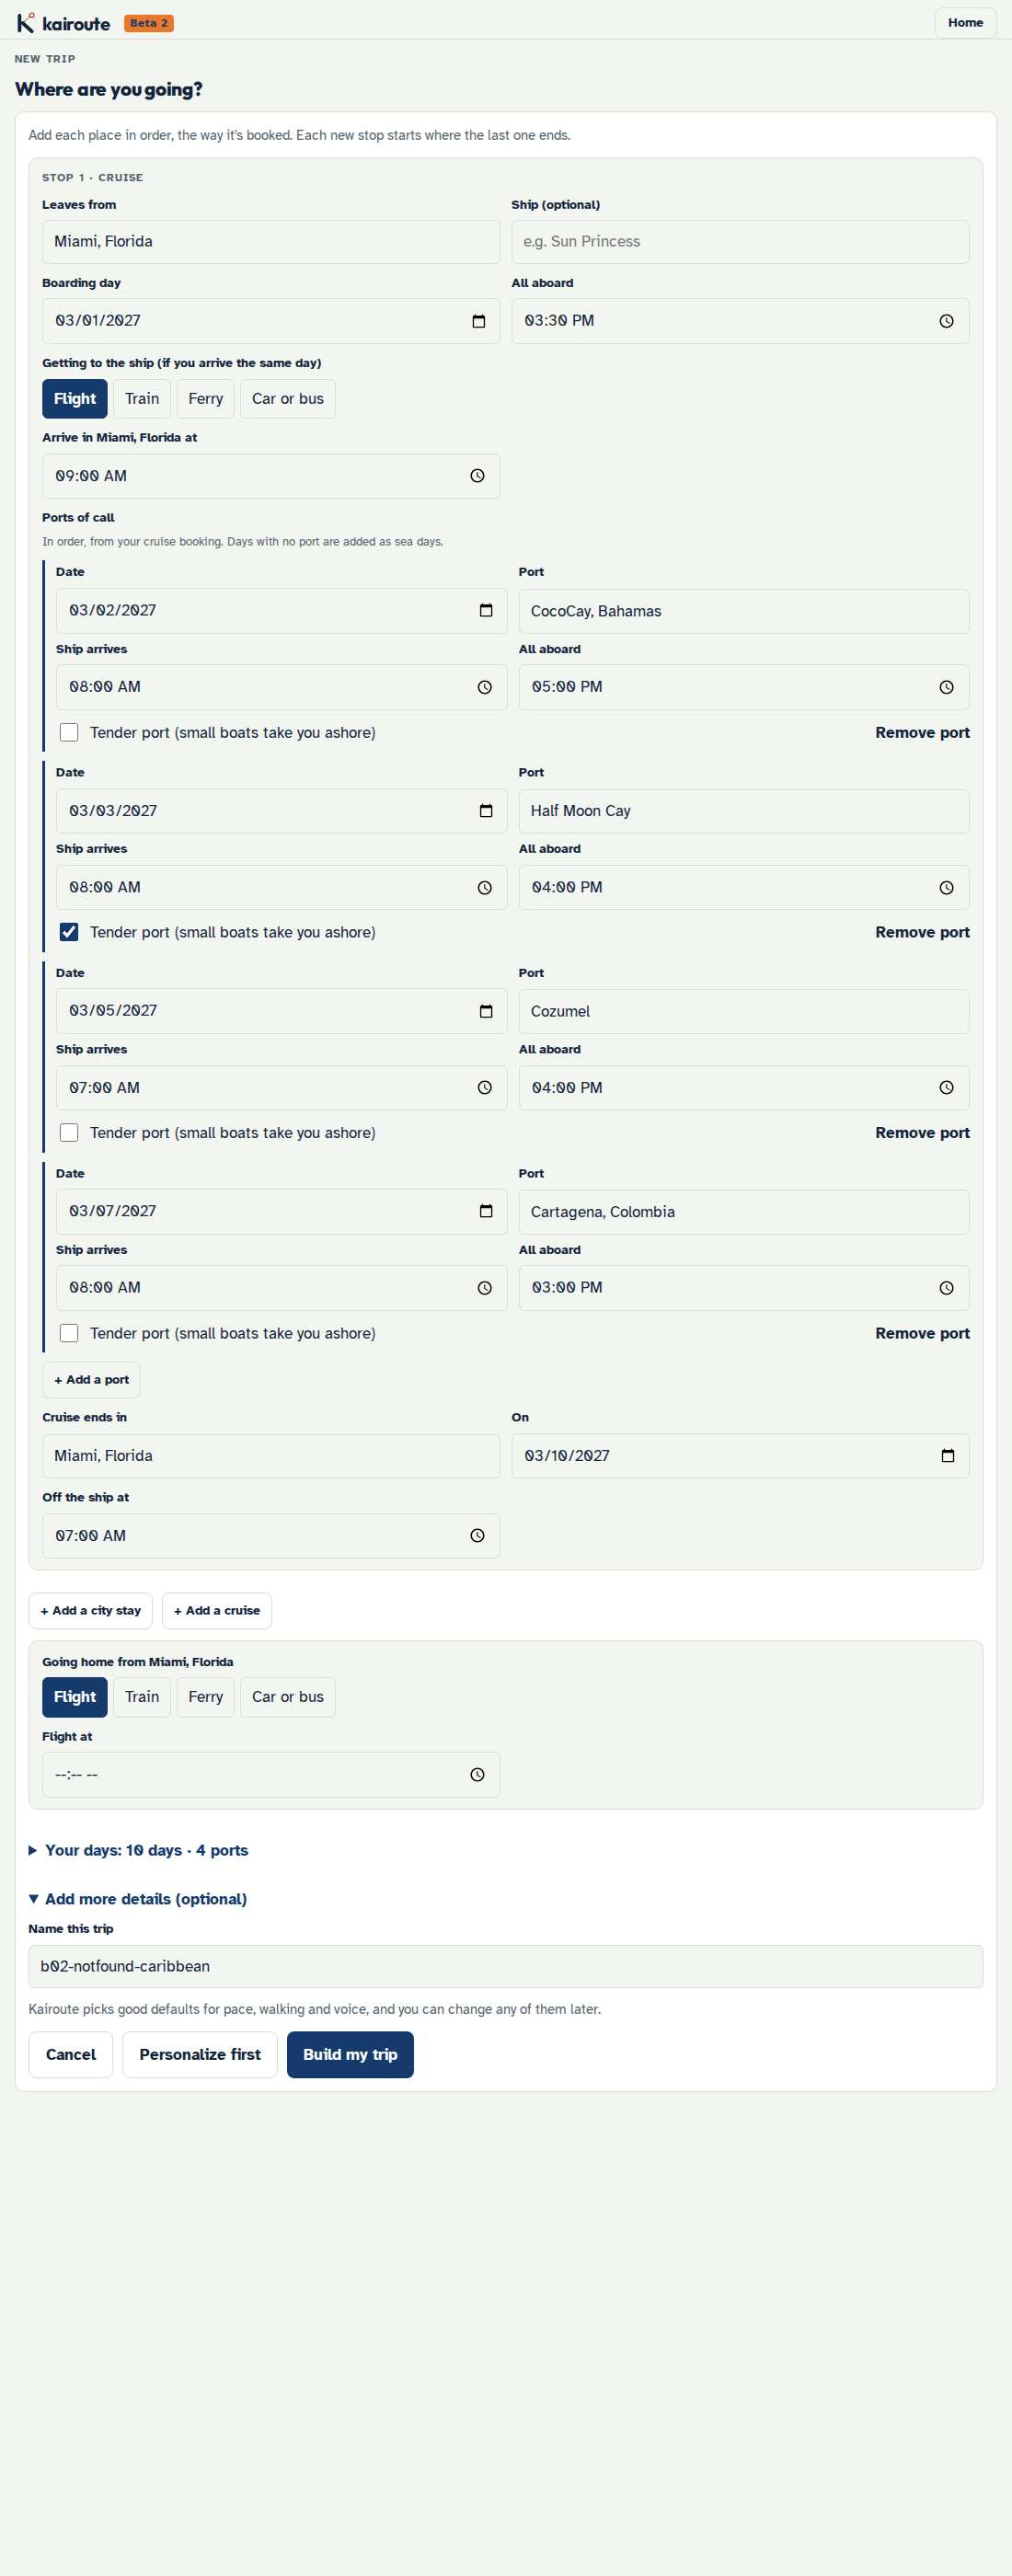 kairoute Beta 2 Home
NEW TRIP
Where are you going?
Add each place in order, the way it's booked. Each new stop starts where the last one ends.
STOP 1 · CRUISE
Leaves from Ship (optional)
Miami, Florida e.g. Sun Princess
Boarding day All aboard
03/01/2027 03:30 PM
Getting to the ship (if you arrive the same day)
Flight Train Ferry Car or bus
Arrive in Miami, Florida at
09:00 AM
Ports of call
In order, from your cruise booking. Days with no port are added as sea days.
Date Port
03/02/2027 CocoCay, Bahamas
Ship arrives All aboard
08:00 AM 05:00 PM
Tender port (small boats take you ashore) Remove port
Date Port
03/03/2027 Half Moon Cay
Ship arrives All aboard
08:00 AM 04:00 PM
Tender port (small boats take you ashore) Remove port
Date Port
03/05/2027 Cozumel
Ship arrives All aboard
07:00 AM 04:00 PM
Tender port (small boats take you ashore) Remove port
Date Port
03/07/2027 Cartagena, Colombia
Ship arrives All aboard
08:00 AM 03:00 PM
Tender port (small boats take you ashore) Remove port
+ Add a port
Cruise ends in On
Miami, Florida 03/10/2027
Off the ship at
07:00 AM
+ Add a city stay + Add a cruise
Going home from Miami, Florida
Flight Train Ferry Car or bus
Flight at
--:-- --
Your days: 10 days · 4 ports
Add more details (optional)
Name this trip
b02-notfound-caribbean
Kairoute picks good defaults for pace, walking and voice, and you can change any of them later.
Cancel Personalize first Build my trip